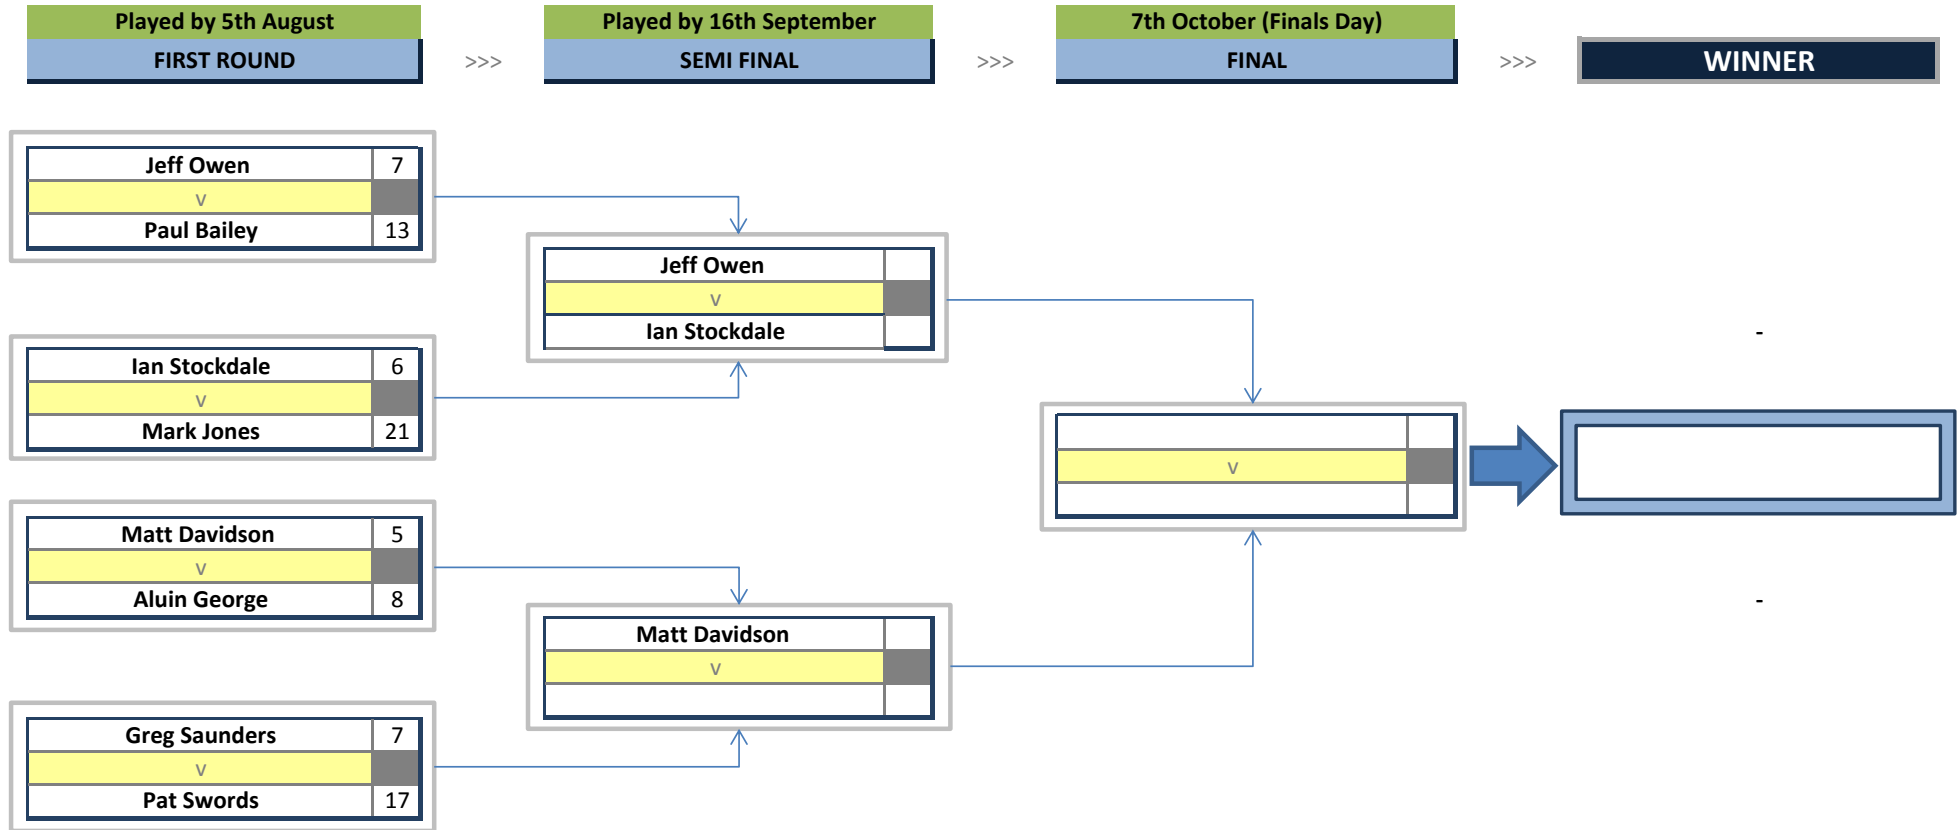 Played by 5th August
FIRST ROUND
>>>
Played by 16th September
SEMI FINAL
>>>
7th October (Finals Day)
FINAL
>>>
WINNER
Jeff Owen 7
v
Paul Bailey 13
Ian Stockdale 6
v
Mark Jones 21
Matt Davidson 5
v
Aluin George 8
Greg Saunders 7
v
Pat Swords 17
Jeff Owen
v
Ian Stockdale
Matt Davidson
v
v
-
-